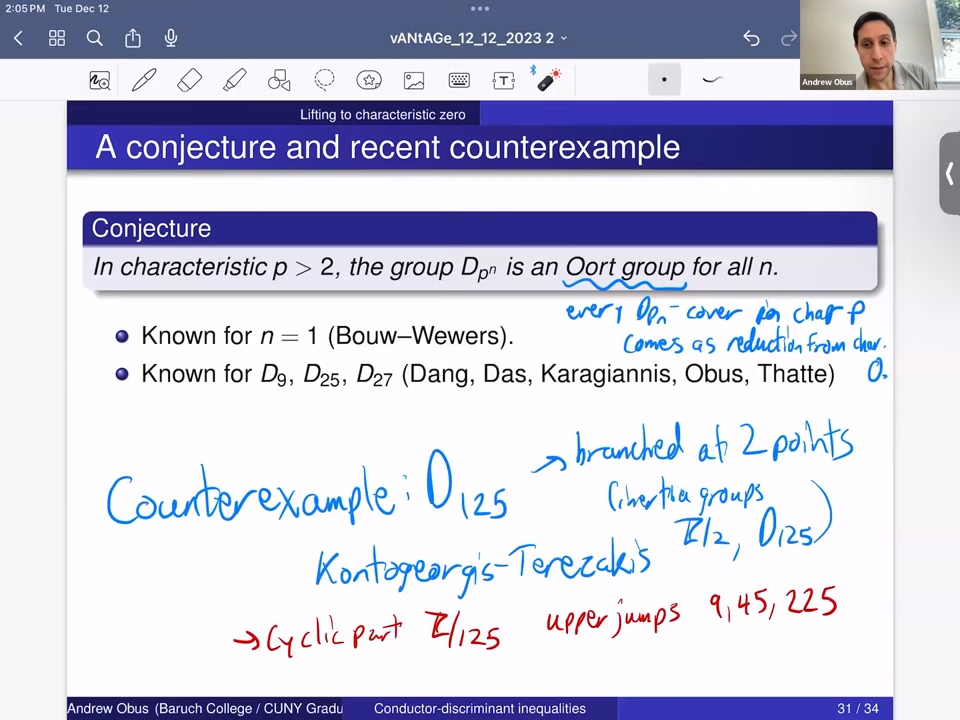 2:05 PM Tue Dec 12
vANtAGe_12_12_2023 2
Andrew Obus
Lifting to characteristic zero
A conjecture and recent counterexample
Conjecture
In characteristic p > 2, the group D_{p^n} is an Oort group for all n.
every D_{p^n}-cover in char p
comes as reduction from char.
0.
Known for n = 1 (Bouw–Wewers).
Known for D_9, D_25, D_27 (Dang, Das, Karagiannis, Obus, Thatte)
Counterexample: D_125 → branched at 2 points
(inertia groups
Z/2, D_125)
Kontogeorgis-Terezakis
→ Cyclic part Z/125 upper jumps 9, 45, 225
Andrew Obus (Baruch College / CUNY Gradu
Conductor-discriminant inequalities
31 / 34